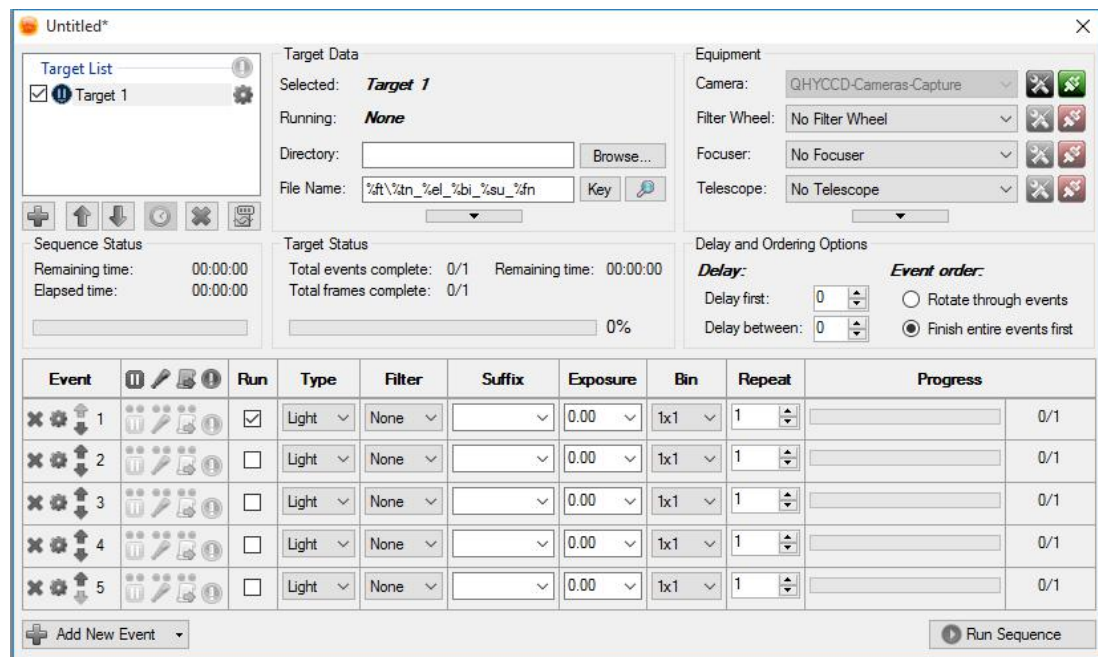 Untitled*
Target List
Target 1
Target Data
Selected: Target 1
Running: None
Directory: Browse...
File Name: %ft\%tn_%el_%bi_%su_%fn Key
Equipment
Camera: QHYCCD-Cameras-Capture
Filter Wheel: No Filter Wheel
Focuser: No Focuser
Telescope: No Telescope
Sequence Status
Remaining time: 00:00:00
Elapsed time: 00:00:00
Target Status
Total events complete: 0/1 Remaining time: 00:00:00
Total frames complete: 0/1
0%
Delay and Ordering Options
Delay: Event order:
Delay first: 0 Rotate through events
Delay between: 0 Finish entire events first
Event Run Type Filter Suffix Exposure Bin Repeat Progress
1 Light None 0.00 1x1 1 0/1
2 Light None 0.00 1x1 1 0/1
3 Light None 0.00 1x1 1 0/1
4 Light None 0.00 1x1 1 0/1
5 Light None 0.00 1x1 1 0/1
Add New Event Run Sequence